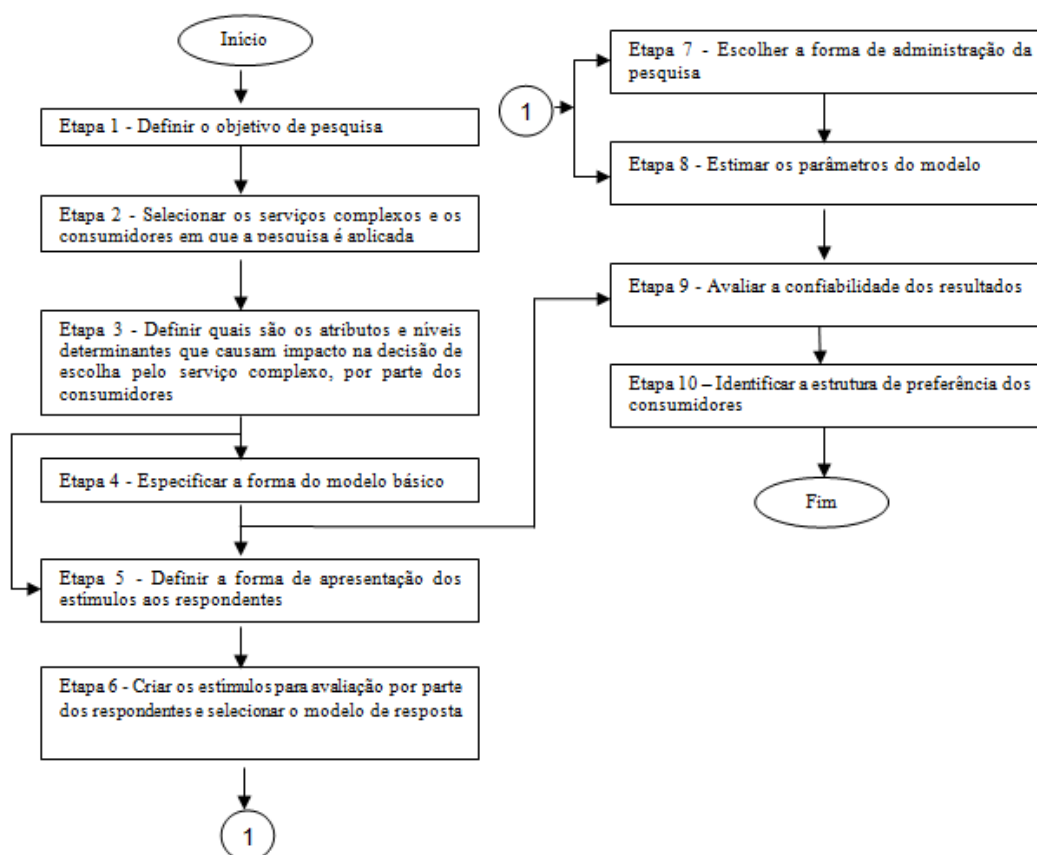 Início
Etapa 1 - Definir o objetivo de pesquisa
Etapa 2 - Selecionar os serviços complexos e os
consumidores em que a pesquisa é aplicada
Etapa 3 - Definir quais são os atributos e níveis
determinantes que causam impacto na decisão de
escolha pelo serviço complexo, por parte dos
consumidores
Etapa 4 - Especificar a forma do modelo básico
Etapa 5 - Definir a forma de apresentação dos
estímulos aos respondentes
Etapa 6 - Criar os estímulos para avaliação por parte
dos respondentes e selecionar o modelo de resposta
1
1
Etapa 7 - Escolher a forma de administração da
pesquisa
Etapa 8 - Estimar os parâmetros do modelo
Etapa 9 - Avaliar a confiabilidade dos resultados
Etapa 10 – Identificar a estrutura de preferência dos
consumidores
Fim